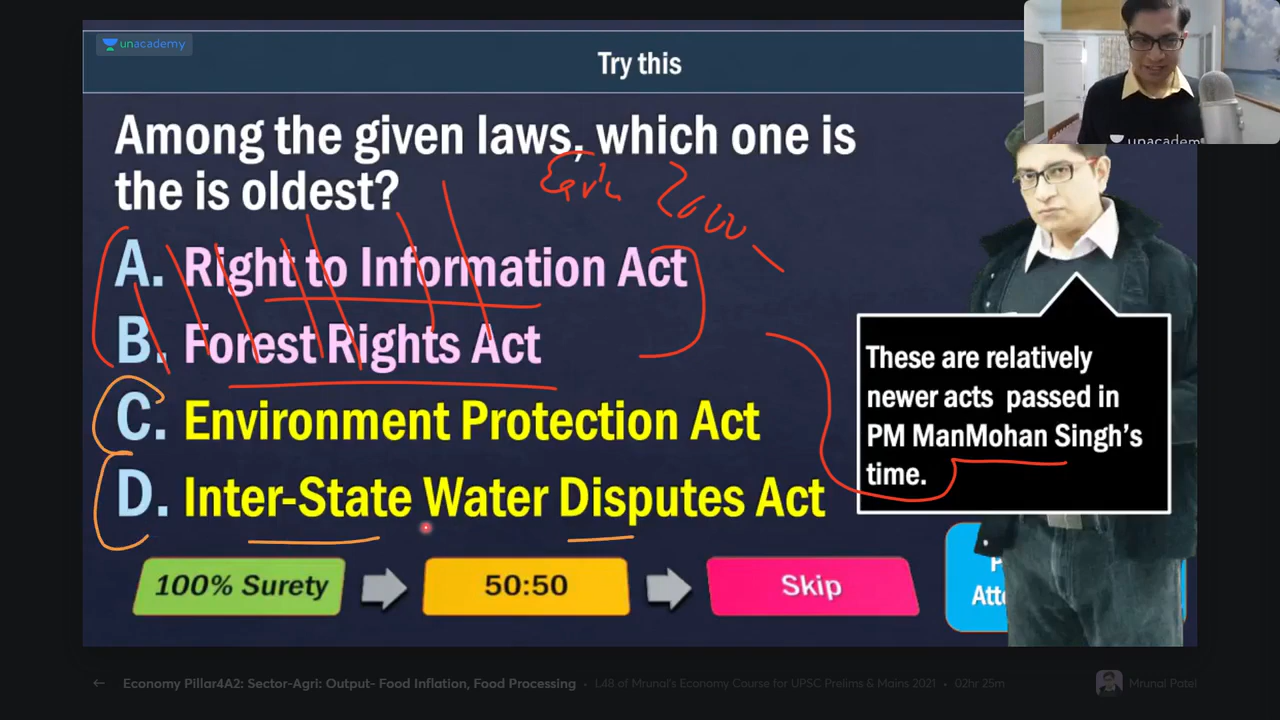 unacademy
Try this
unacademy
Among the given laws, which one is
the is oldest?
Early 2000
A. Right to Information Act
B. Forest Rights Act
C. Environment Protection Act
D. Inter-State Water Disputes Act
These are relatively
newer acts passed in
PM ManMohan Singh's
time.
100% Surety
50:50
Skip
Economy Pillar4A2: Sector-Agri: Output- Food Inflation, Food Processing • L48 of Mrunal's Economy Course for UPSC Prelims & Mains 2021 • 02hr 25m
Mrunal Patel